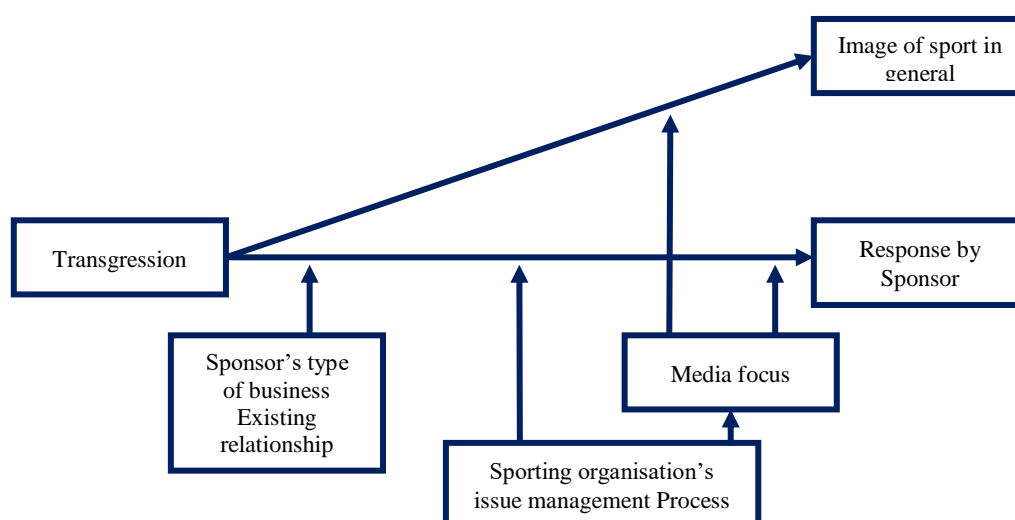 Image of sport in
general
Transgression
Response by
Sponsor
Sponsor’s type
of business
Existing
relationship
Media focus
Sporting organisation’s
issue management Process